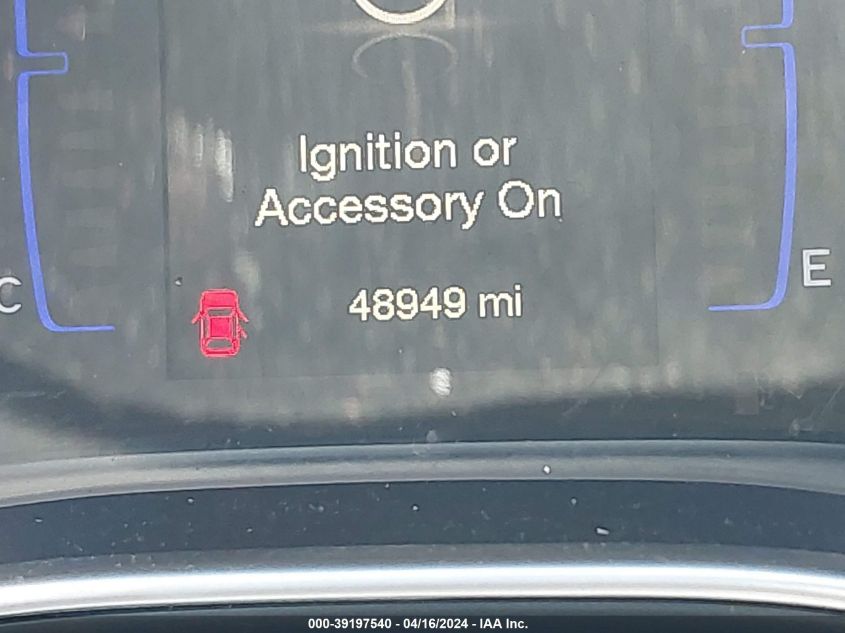 Ignition or
Accessory On
C
E
48949 mi
000-39197540 - 04/16/2024 - IAA Inc.